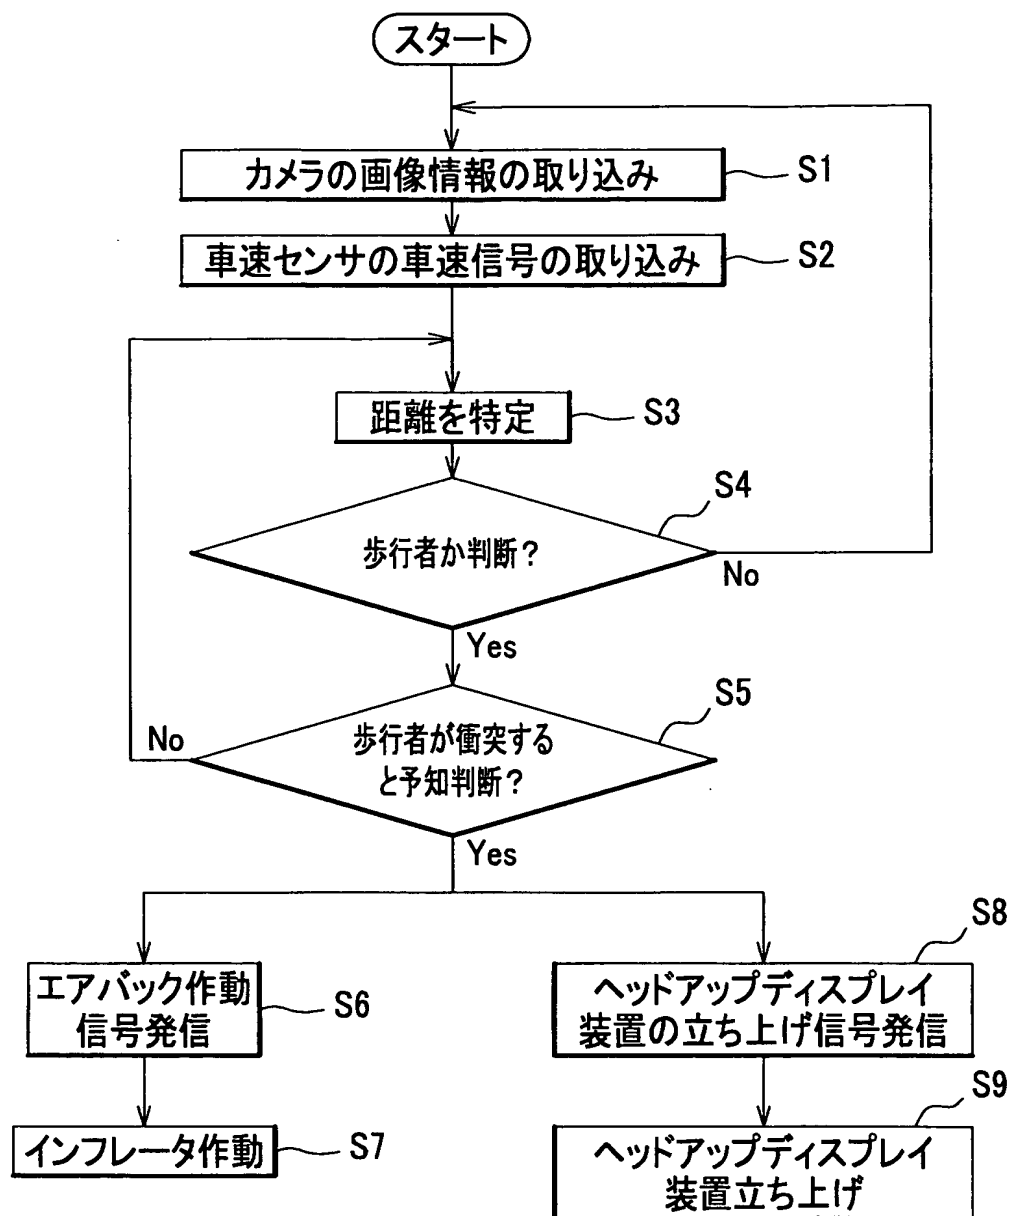 スタート
カメラの画像情報の取り込み
S1
車速センサの車速信号の取り込み
S2
距離を特定
S3
S4
歩行者か判断?
No
Yes
S5
歩行者が衝突する
と予知判断?
No
Yes
エアバック作動
信号発信
S6
S8
ヘッドアップディスプレイ
装置の立ち上げ信号発信
インフレータ作動
S7
S9
ヘッドアップディスプレイ
装置立ち上げ